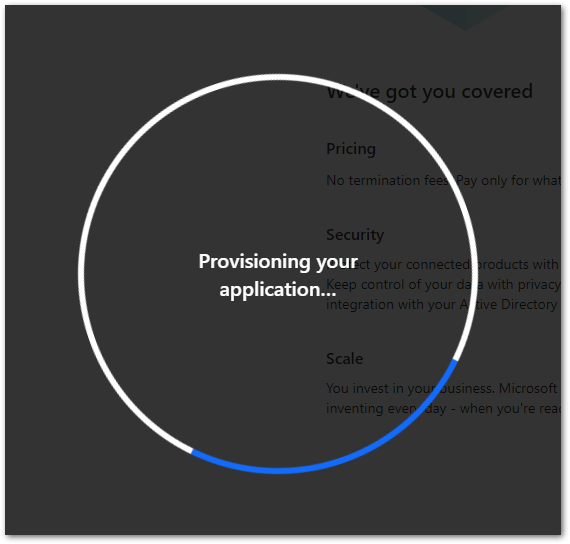 We've got you covered
Pricing
No termination fees. Pay only for what
Security
Provisioning your
application...
Protect your connected products with
Keep control of your data with privacy
integration with your Active Directory
Scale
You invest in your business. Microsoft
inventing every day - when you're